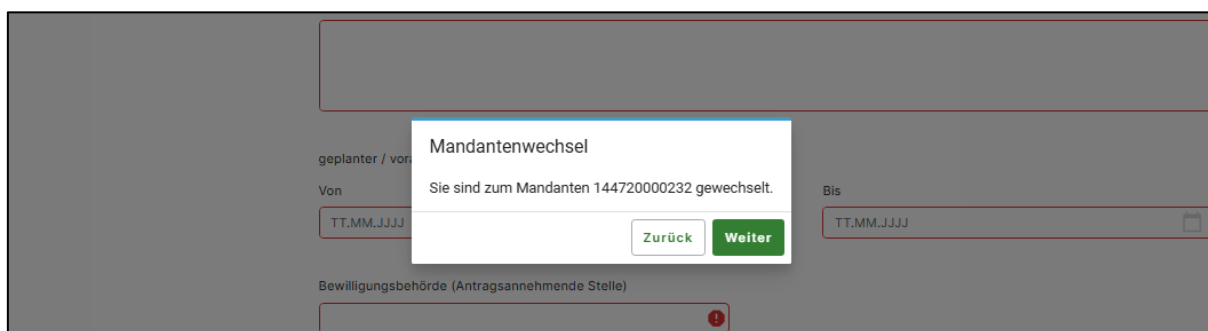 Mandantenwechsel
Sie sind zum Mandanten 144720000232 gewechselt.
Zurück Weiter
geplanter /
Von Bis
TT.MM.JJJJ TT.MM.JJJJ
Bewilligungsbehörde (Antragsannehmende Stelle)